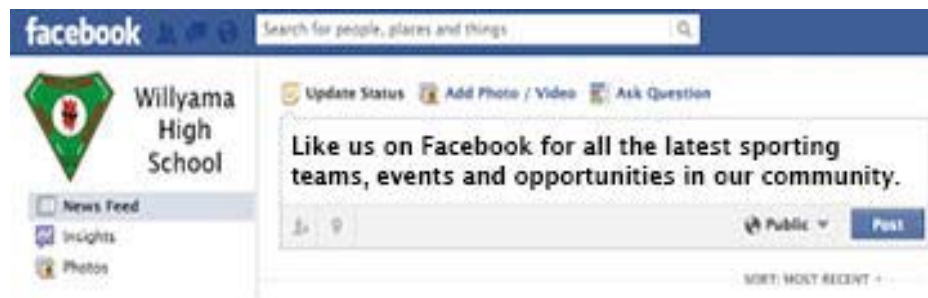 facebook
Search for people, places and things
Willyama
High
School
Update Status Add Photo / Video Ask Question
Like us on Facebook for all the latest sporting
teams, events and opportunities in our community.
News Feed
Insights
Photos
Public Post
SORT: MOST RECENT